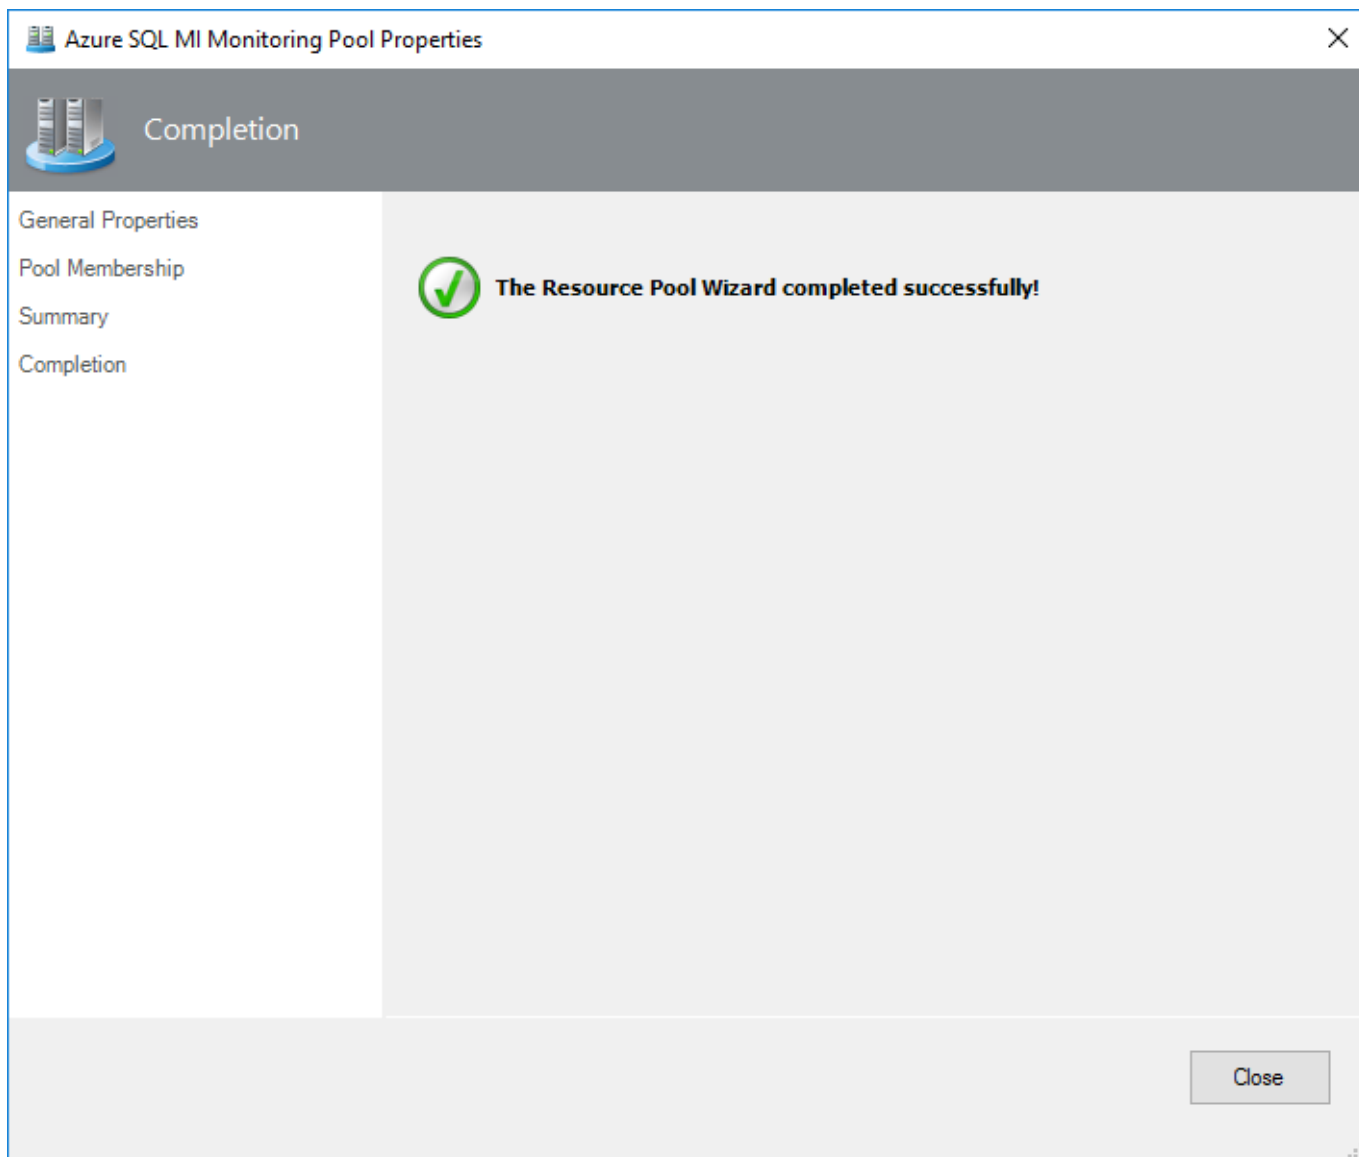 Azure SQL MI Monitoring Pool Properties
Completion
General Properties
Pool Membership
Summary
Completion
The Resource Pool Wizard completed successfully!
Close